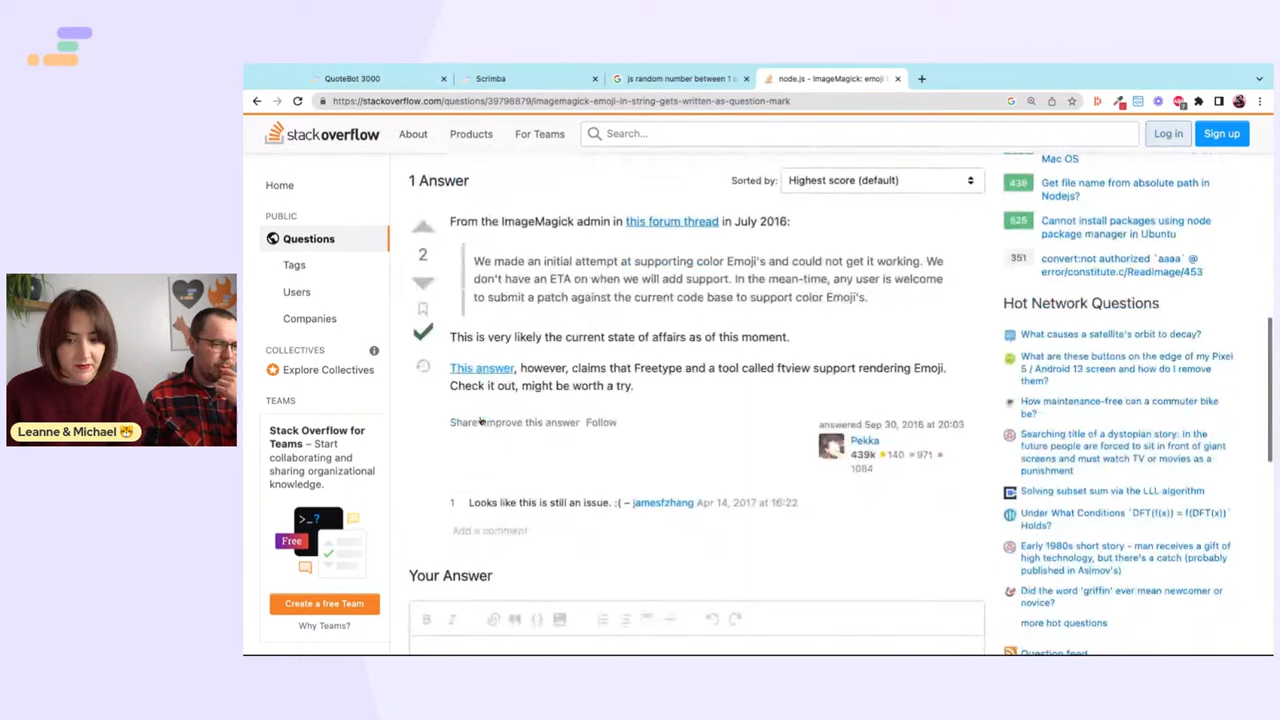 QuoteBot 3000
Scrimba
js random number between 1 a
node.js - ImageMagick: emoji i
https://stackoverflow.com/questions/39798879/imagemagick-emoji-in-string-gets-written-as-question-mark
stackoverflow
About
Products
For Teams
Search...
Log in
Sign up
Home
PUBLIC
Questions
Tags
Users
Companies
COLLECTIVES
Explore Collectives
TEAMS
Stack Overflow for
Teams – Start
collaborating and
sharing organizational
knowledge.
>_?
Free
Create a free Team
Why Teams?
1 Answer
Sorted by:
Highest score (default)
2
From the ImageMagick admin in this forum thread in July 2016:
We made an initial attempt at supporting color Emoji's and could not get it working. We
don't have an ETA on when we will add support. In the mean-time, any user is welcome
to submit a patch against the current code base to support color Emoji's.
This is very likely the current state of affairs as of this moment.
This answer, however, claims that Freetype and a tool called ftview support rendering Emoji.
Check it out, might be worth a try.
Share Improve this answer Follow
answered Sep 30, 2016 at 20:03
Pekka
439k 140 971
1084
1 Looks like this is still an issue. :( – jamesfzhang Apr 14, 2017 at 16:22
Add a comment
Your Answer
B I
Mac OS
438 Get file name from absolute path in
Nodejs?
525 Cannot install packages using node
package manager in Ubuntu
351 convert:not authorized `aaaa` @
error/constitute.c/ReadImage/453
Hot Network Questions
What causes a satellite's orbit to decay?
What are these buttons on the edge of my Pixel
5 / Android 13 screen and how do I remove
them?
How maintenance-free can a commuter bike
be?
Searching title of a dystopian story: in the
future people are forced to sit in front of giant
screens and must watch TV or movies as a
punishment
Solving subset sum via the LLL algorithm
Under What Conditions `DFT(f(x)) = f(DFT(x))`
Holds?
Early 1980s short story - man receives a gift of
high technology, but there's a catch (probably
published in Asimov's)
Did the word 'griffin' ever mean newcomer or
novice?
more hot questions
Question feed
Leanne & Michael